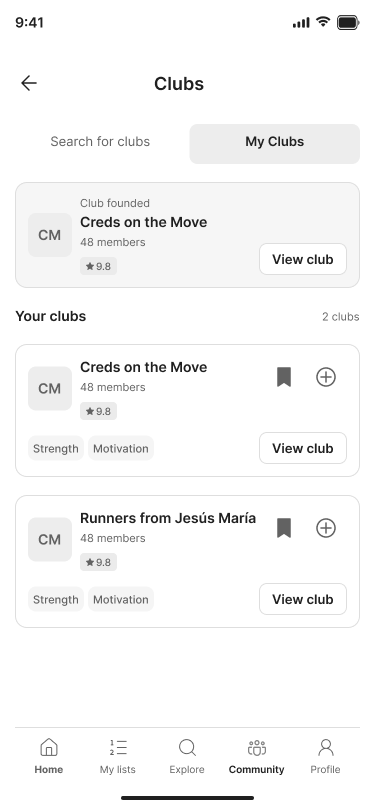 9:41
Clubs
Search for clubs
My Clubs
Club founded
CM
Creds on the Move
48 members
★9.8
View club
Your clubs
2 clubs
CM
Creds on the Move
48 members
★9.8
Strength
Motivation
View club
CM
Runners from Jesús María
48 members
★9.8
Strength
Motivation
View club
1
2
Home
My lists
Explore
Community
Profile